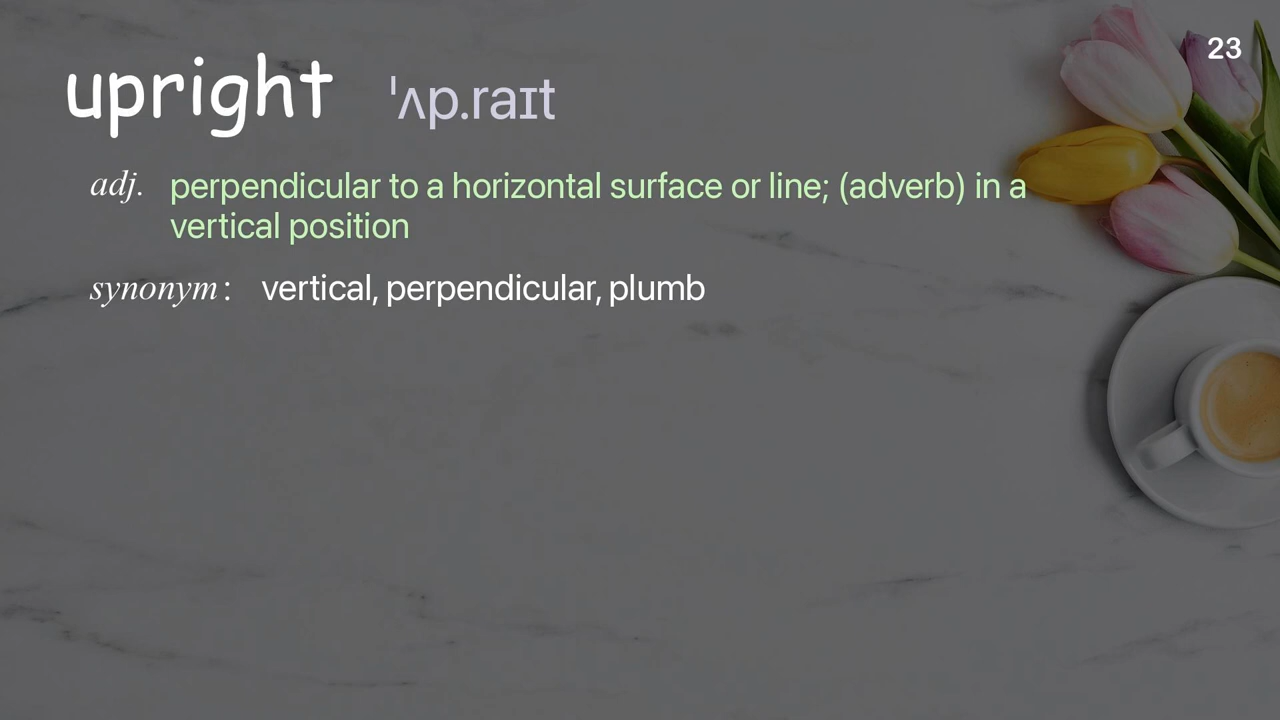 23
upright ˈʌp.raɪt
adj. perpendicular to a horizontal surface or line; (adverb) in a
vertical position
synonym: vertical, perpendicular, plumb